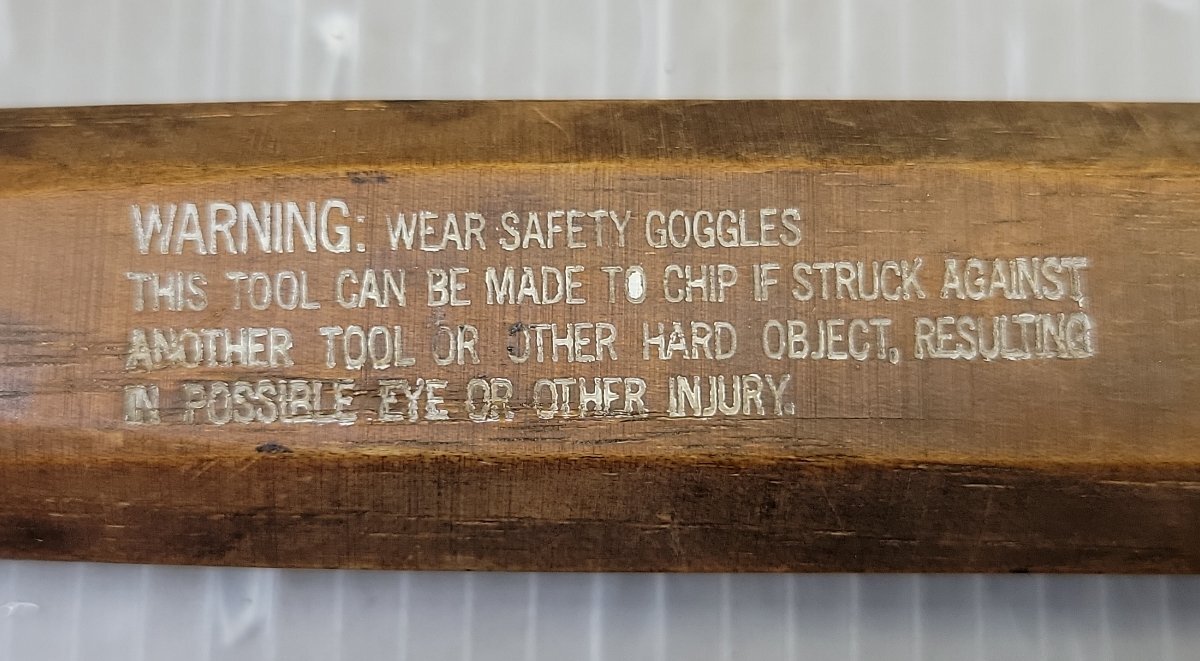 WARNING: WEAR SAFETY GOGGLES
THIS TOOL CAN BE MADE TO CHIP IF STRUCK AGAINST
ANOTHER TOOL OR OTHER HARD OBJECT, RESULTING
IN POSSIBLE EYE OR OTHER INJURY.